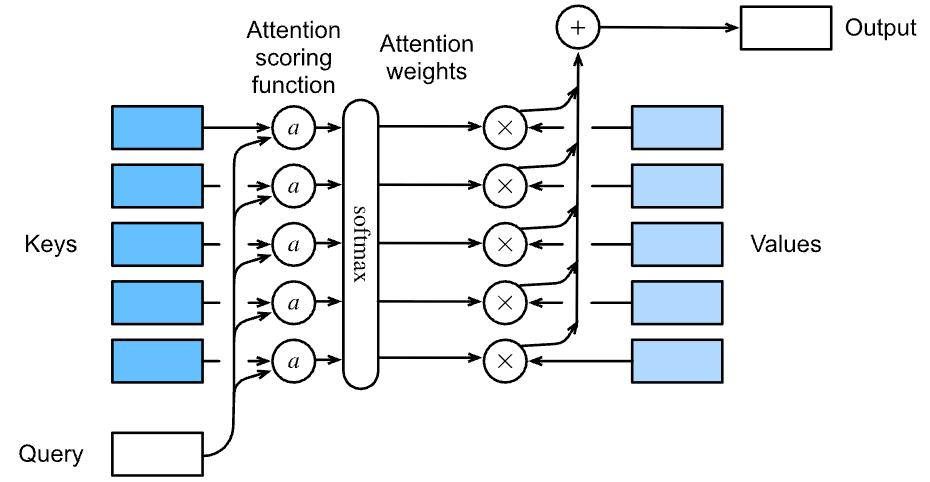 Attention
scoring
function
Attention
weights
+
Output
a
×
a
×
Keys
a
softmax
×
Values
a
×
a
×
Query